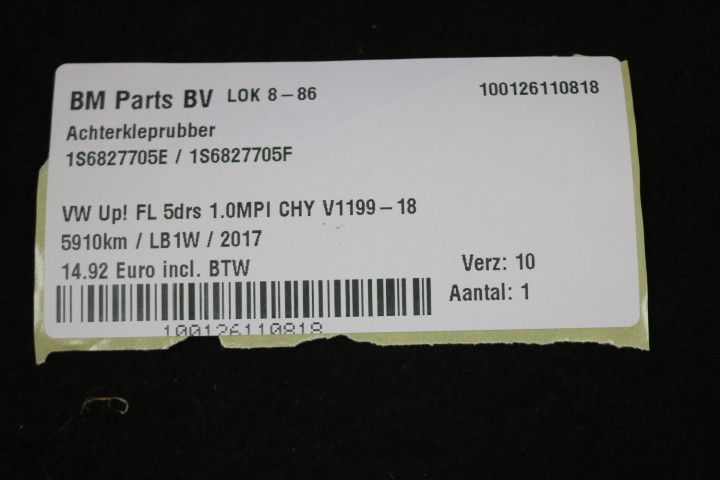 BM Parts BV LOK 8-86 100126110818
Achterkleprubber
1S6827705E / 1S6827705F
VW Up! FL 5drs 1.0MPI CHY V1199-18
5910km / LB1W / 2017
14.92 Euro incl. BTW Verz: 10
Aantal: 1
100126110818